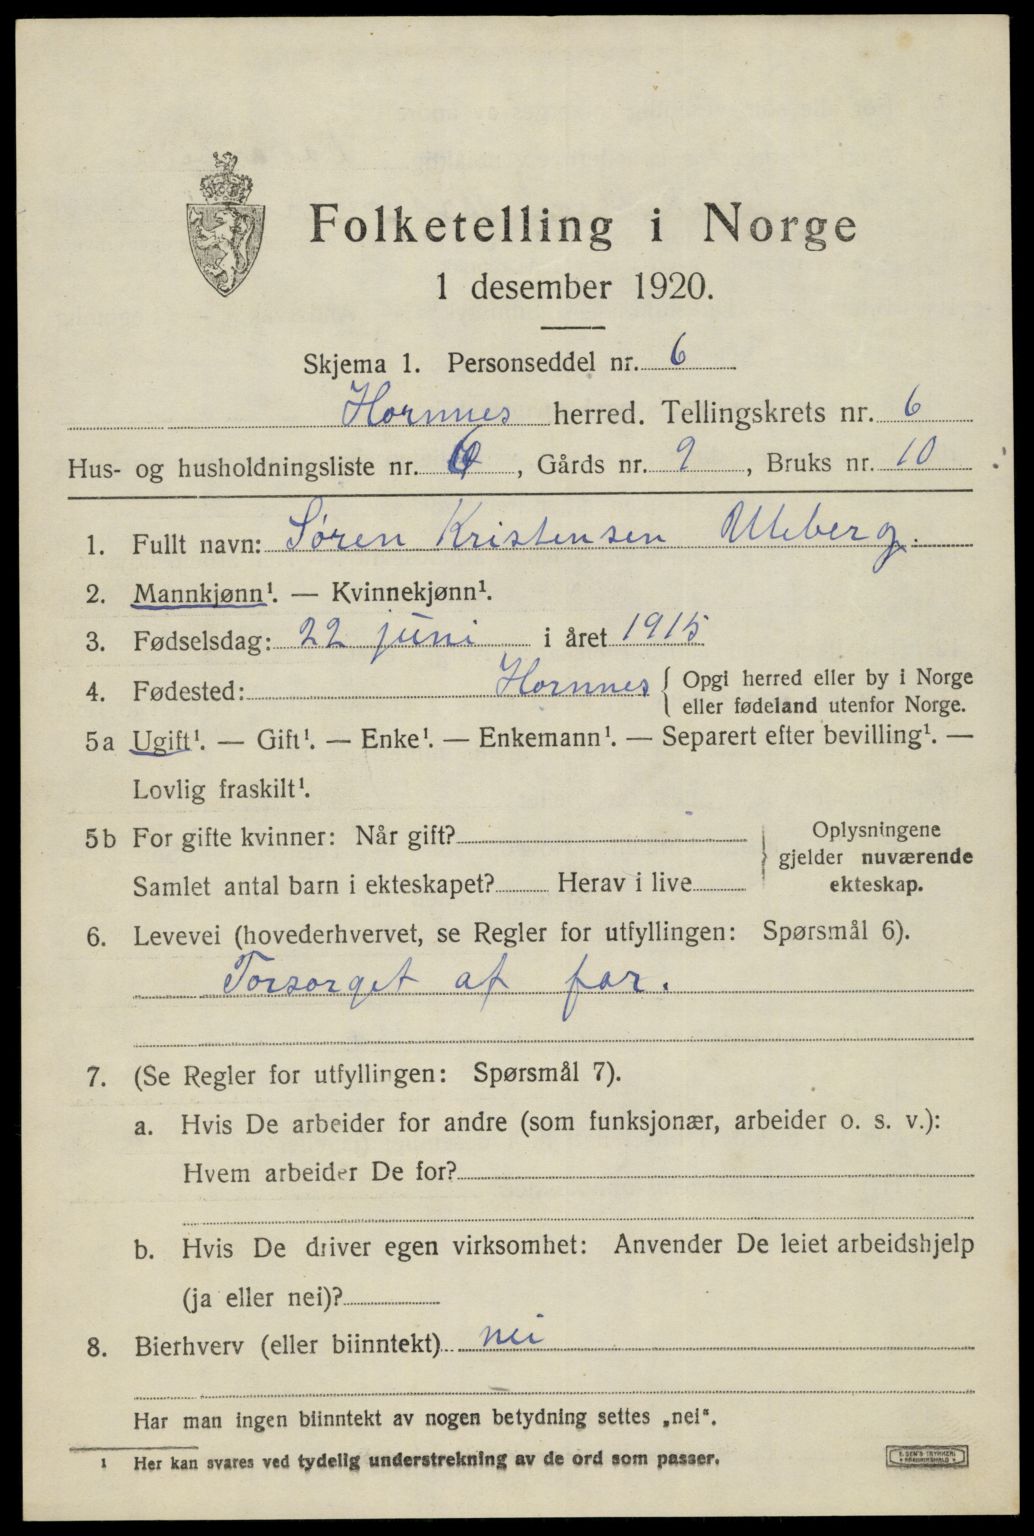 Folketelling i Norge
1 desember 1920.
Skjema 1. Personseddel nr. 6
Hornnes herred. Tellingskrets nr. 6
Hus- og husholdningsliste nr. 6, Gårds nr. 9, Bruks nr. 10
1. Fullt navn: Søren Kristensen Uleberg.
2. Mannkjønn¹. — Kvinnekjønn¹.
3. Fødselsdag: 22 juni i året 1915
4. Fødested: Hornnes { Opgi herred eller by i Norge
eller fødeland utenfor Norge.
5a Ugift¹. — Gift¹. — Enke¹. — Enkemann¹. — Separert efter bevilling¹. —
Lovlig fraskilt¹.
5b For gifte kvinner: Når gift?
Samlet antal barn i ekteskapet? Herav i live
} Oplysningene
gjelder nuværende
ekteskap.
6. Levevei (hovederhvervet, se Regler for utfyllingen: Spørsmål 6).
Forsorget af far.
7. (Se Regler for utfyllingen: Spørsmål 7).
a. Hvis De arbeider for andre (som funksjonær, arbeider o. s. v.):
Hvem arbeider De for?
b. Hvis De driver egen virksomhet: Anvender De leiet arbeidshjelp
(ja eller nei)?
8. Bierhverv (eller biinntekt) nei
Har man ingen biinntekt av nogen betydning settes „nei“.
¹ Her kan svares ved tydelig understrekning av de ord som passer.